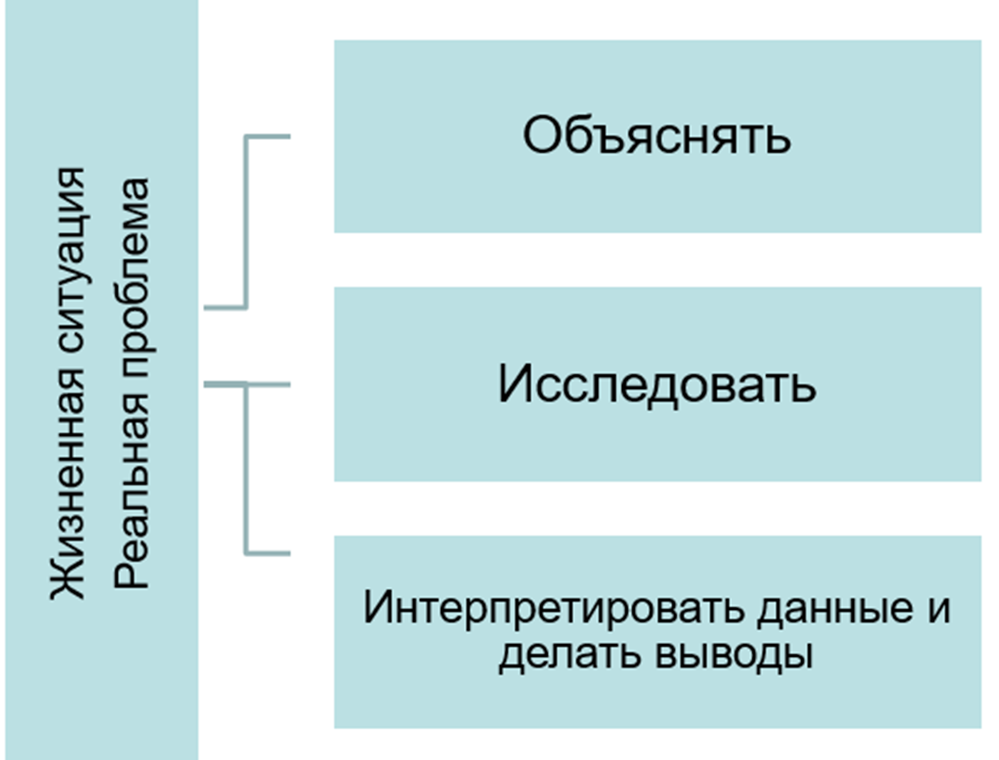 Жизненная ситуация
Реальная проблема
Объяснять
Исследовать
Интерпретировать данные и
делать выводы